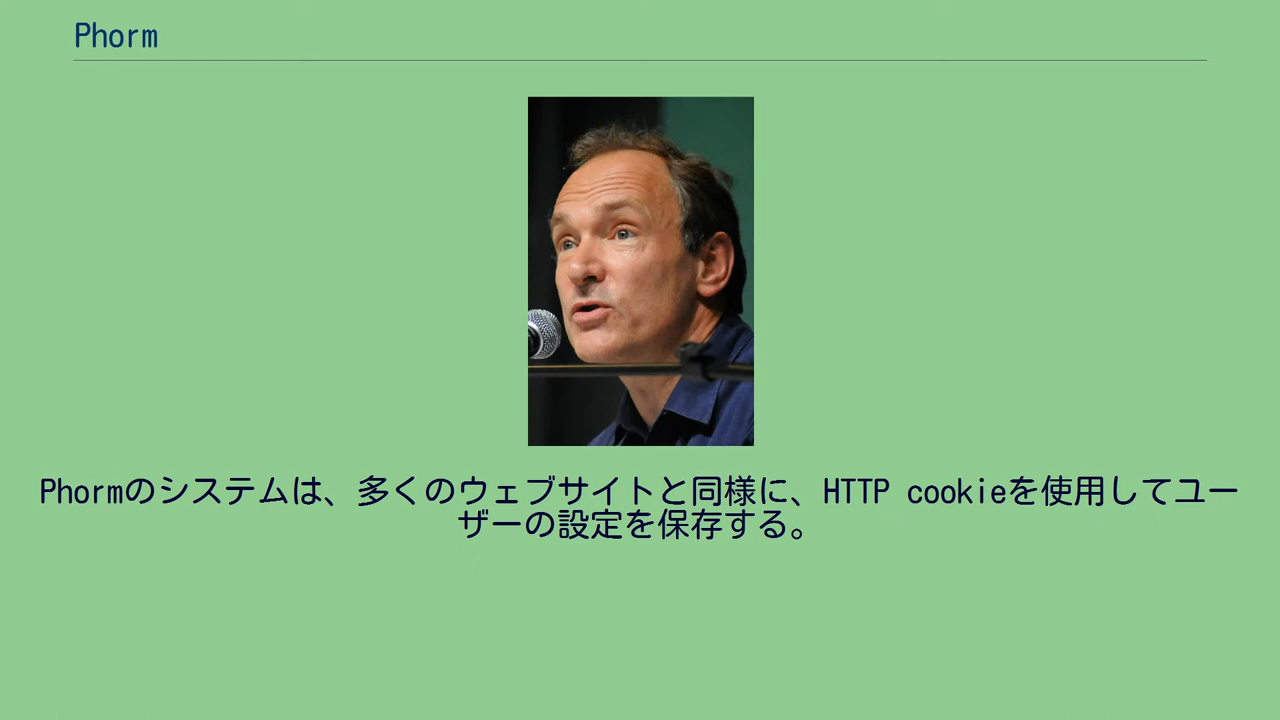 Phorm
Phormのシステムは、多くのウェブサイトと同様に、HTTP cookieを使用してユー
ザーの設定を保存する。